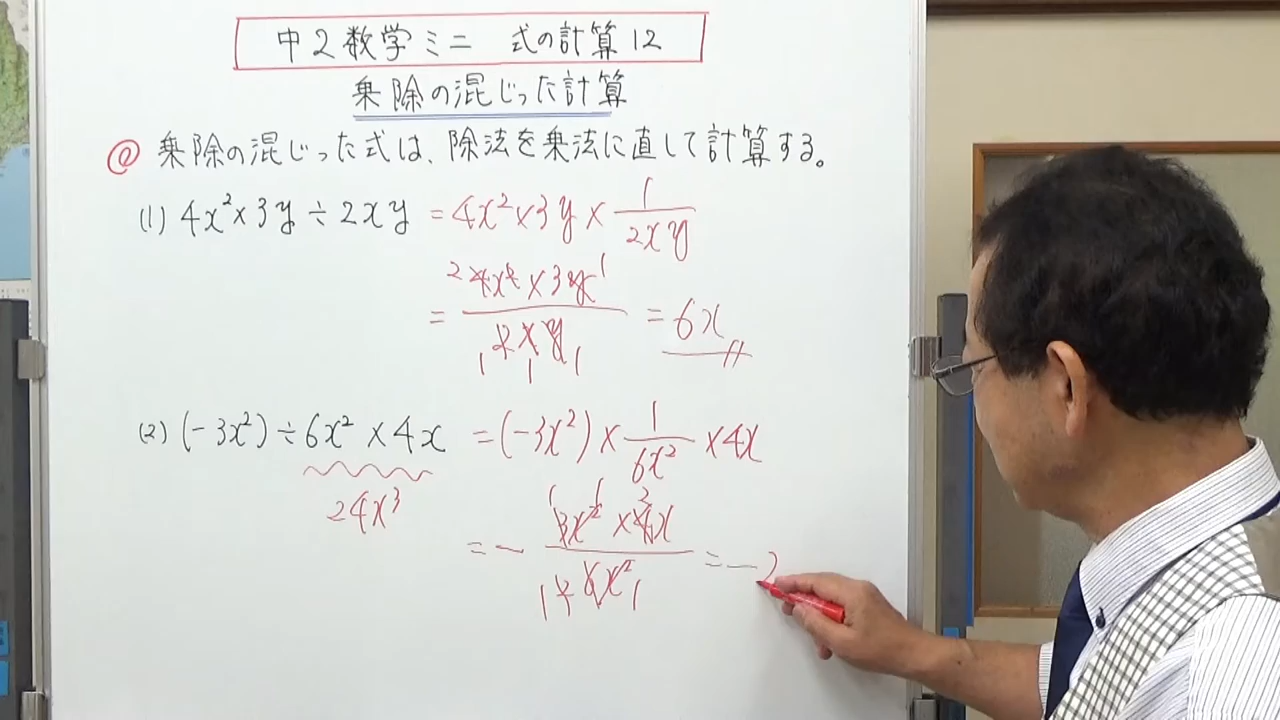 中2数学ミニ 式の計算12
乗除の混じった計算
@ 乗除の混じった式は、除法を乗法に直して計算する。
(1) 4x²×3y÷2xy = 4x²×3y× 1/2xy
= 4x²×3y/2xy = 6x
(2) (-3x²)÷6x²×4x = (-3x²)× 1/6x² ×4x
24x³
= - 3x²×4x/6x² = -2